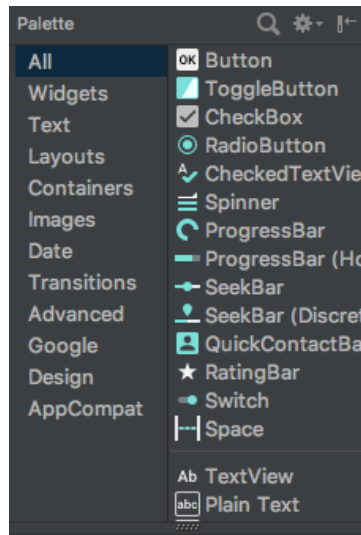 Palette
All
Widgets
Text
Layouts
Containers
Images
Date
Transitions
Advanced
Google
Design
AppCompat
OK Button
ToggleButton
CheckBox
RadioButton
A CheckedTextVie
Spinner
ProgressBar
ProgressBar (Ho
SeekBar
SeekBar (Discret
QuickContactBa
RatingBar
Switch
Space
Ab TextView
abc Plain Text